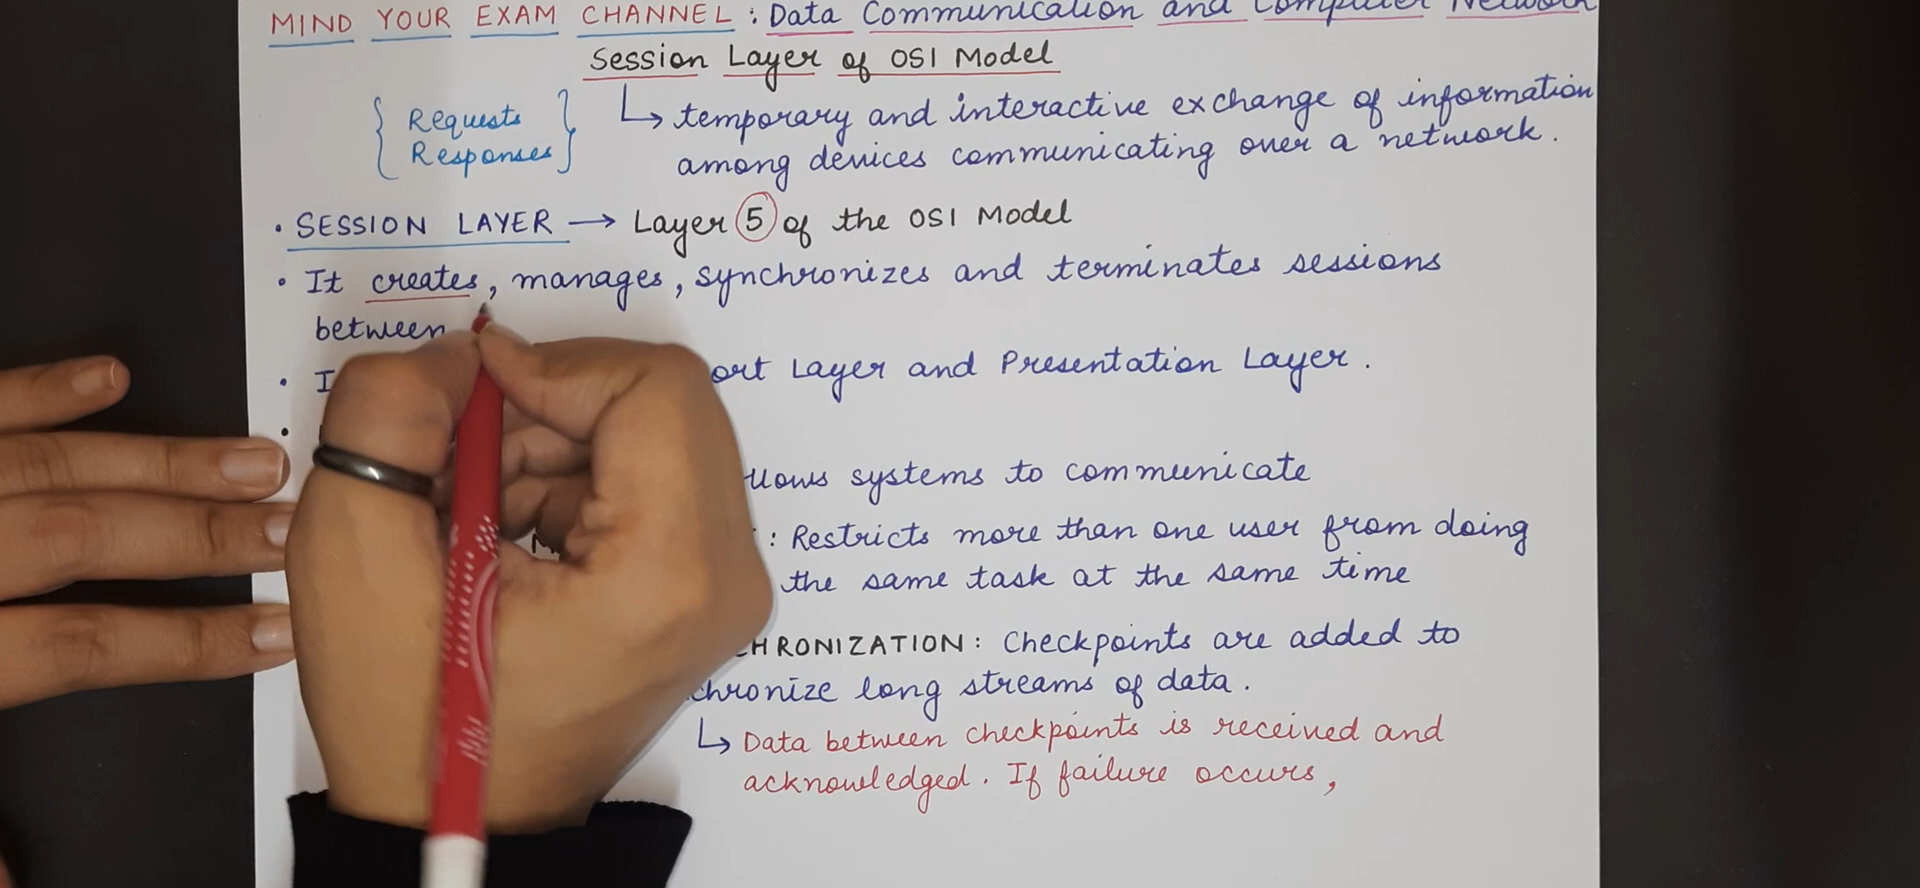 MIND YOUR EXAM CHANNEL : Data Communication and Computer Network
Session Layer of OSI Model
{ Requests
Responses }
↳ temporary and interactive exchange of information
among devices communicating over a network.
• SESSION LAYER → Layer 5 of the OSI Model
• It creates, manages, synchronizes and terminates sessions
between
• I ort Layer and Presentation Layer.
•
llows systems to communicate
: Restricts more than one user from doing
the same task at the same time
CHRONIZATION : Checkpoints are added to
chronize long streams of data.
↳ Data between checkpoints is received and
acknowledged. If failure occurs,